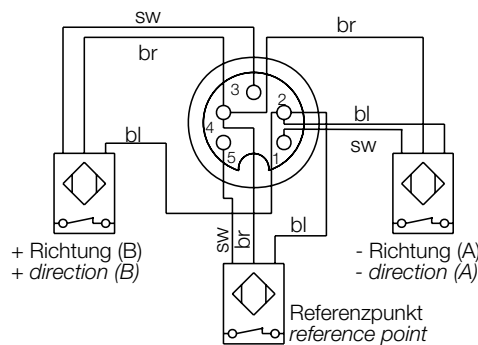 sw
br
br
3
2
4
1
5
bl
bl
sw
sw
br
bl
+ Richtung (B)
+ direction (B)
- Richtung (A)
- direction (A)
Referenzpunkt
reference point